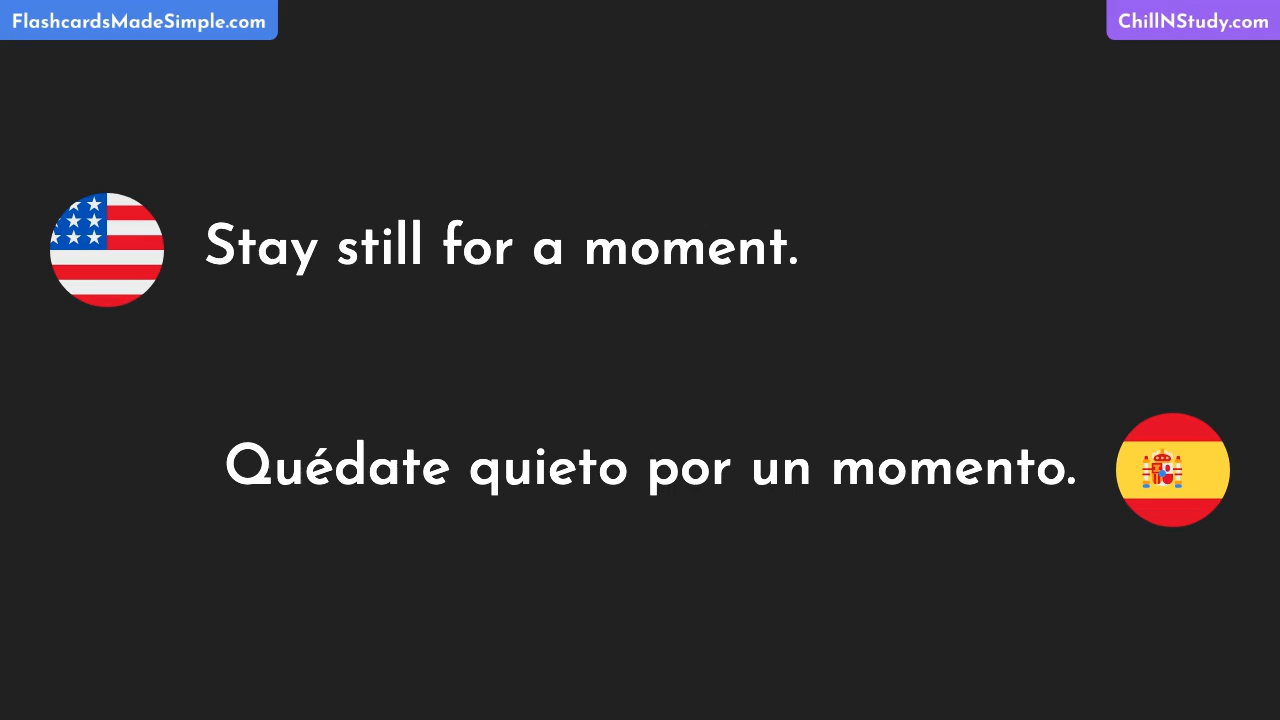 FlashcardsMadeSimple.com
ChillNStudy.com
Stay still for a moment.
Quédate quieto por un momento.